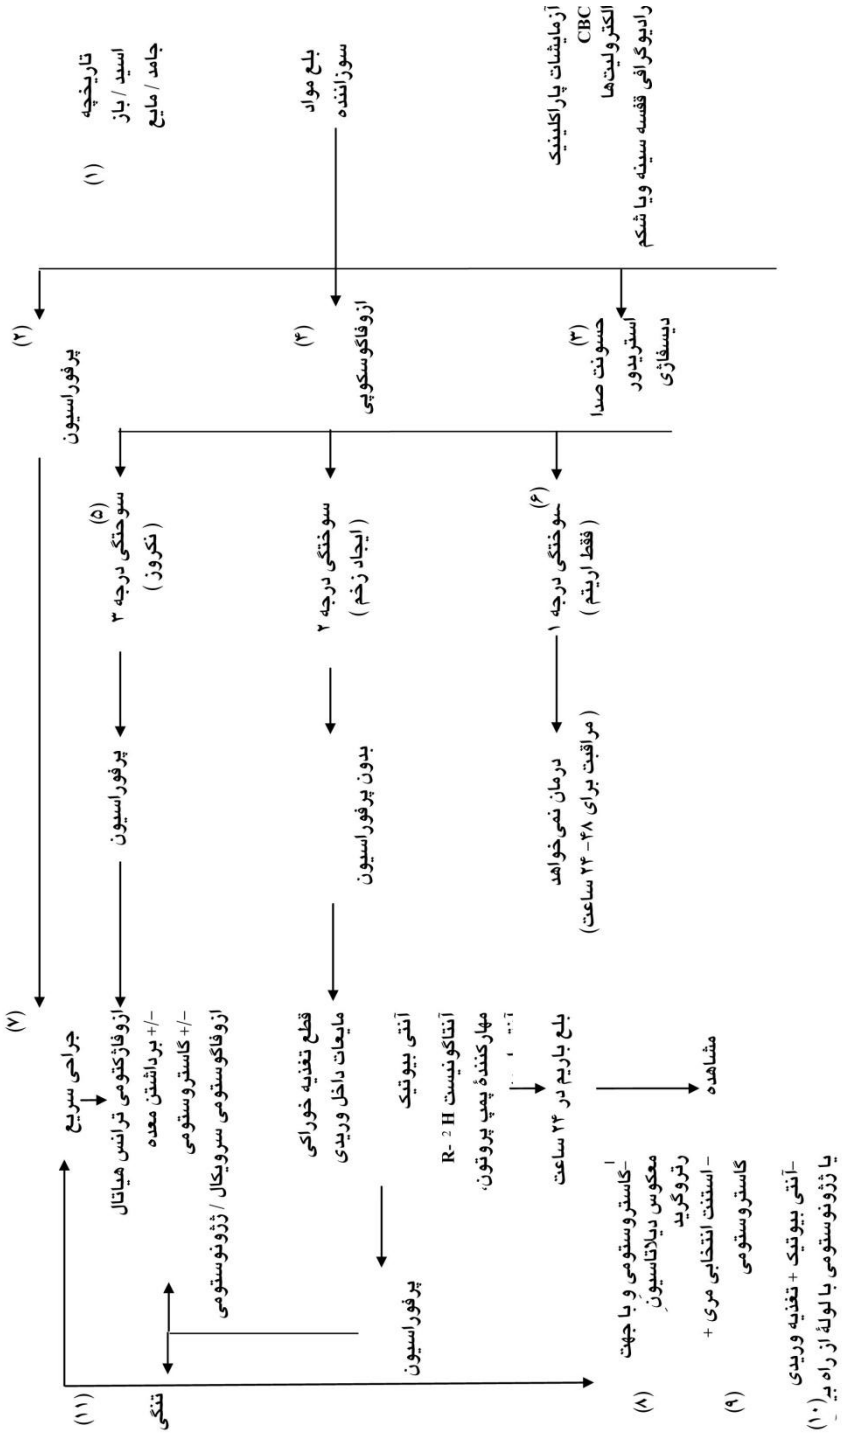 (۱)
تاریخچه
اسید / باز
جامد / مایع
بلع مواد
سوزاننده
آزمایشات پاراکلینیک
CBC
الکترولیت‌ها
رادیوگرافی قفسه سینه ویا شکم
(۲)
پرفوراسیون
(۴)
ازوفاگوسکوپی
(۳)
حسونت صدا
استریدور
دیسفاژی
(۵)
سوختگی درجه ۳
( نکروز )
سوختگی درجه ۲
( ایجاد زخم )
(۶)
سوختگی درجه ۱
( فقط اریتم )
پرفوراسیون
بدون پرفوراسیون
درمان نمی‌خواهد
( مراقبت برای ۴۸– ۲۴ ساعت)
(۷)
جراحی سریع
ازوفاژکتومی ترانس هیاتال
+/- برداشتن معده
+/- گاستروستومی
ازوفاگوستومی سرویکال / ژژونوستومی
قطع تغذیه خوراکی
مایعات داخل وریدی
آنتی بیوتیک
آنتاگونیست R- ² H
مهارکنندهٔ پمپ پروتون،
بلع باریم در ۲۴ ساعت
مشاهده
پرفوراسیون
(۱۱)
تنگی
(۸)
-گاستروستومی و با جهت
معکوس دیلاتاسیون
رتروگرید
(۹)
- استنت انتخابی مری +
گاستروستومی
(۱۰)
-آنتی بیوتیک + تغذیه وریدی
یا ژژونوستومی با لولهٔ از راه